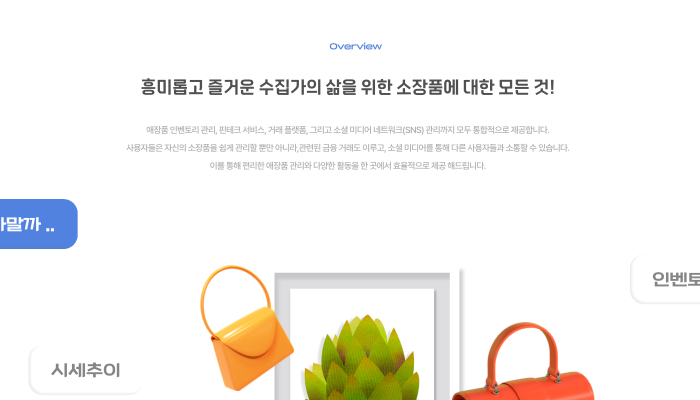 Overview
흥미롭고 즐거운 수집가의 삶을 위한 소장품에 대한 모든 것!
애장품 인벤토리 관리, 핀테크 서비스, 거래 플랫폼, 그리고 소셜 미디어 네트워크(SNS) 관리까지 모두 통합적으로 제공합니다.
사용자들은 자신의 소장품을 쉽게 관리할 뿐만 아니라,관련된 금융 거래도 이루고, 소셜 미디어를 통해 다른 사용자들과 소통할 수 있습니다.
이를 통해 편리한 애장품 관리와 다양한 활동을 한 곳에서 효율적으로 제공 해드립니다.
말까 ..
인벤토
시세추이